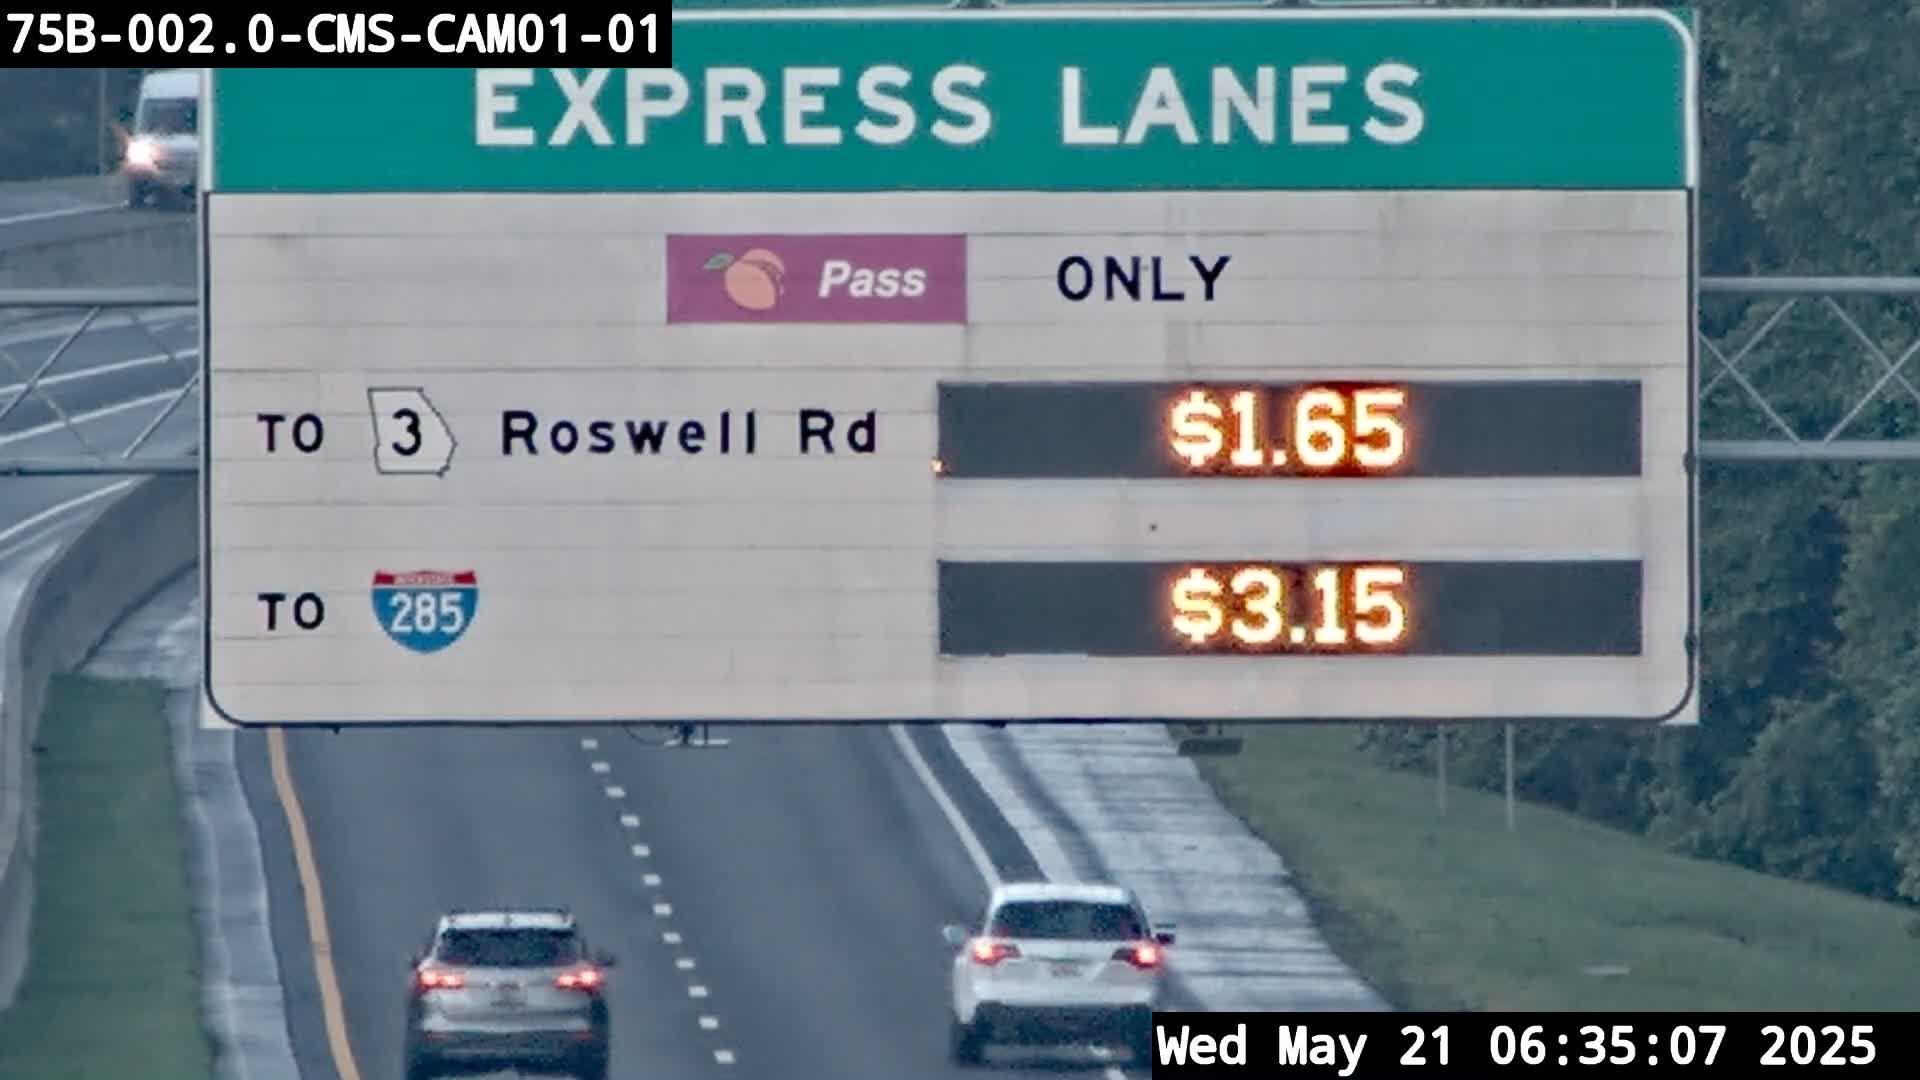 75B-002.0-CMS-CAM01-01
EXPRESS LANES
Pass ONLY
TO 3 Roswell Rd $1.65
INTERSTATE
TO 285 $3.15
Wed May 21 06:35:07 2025